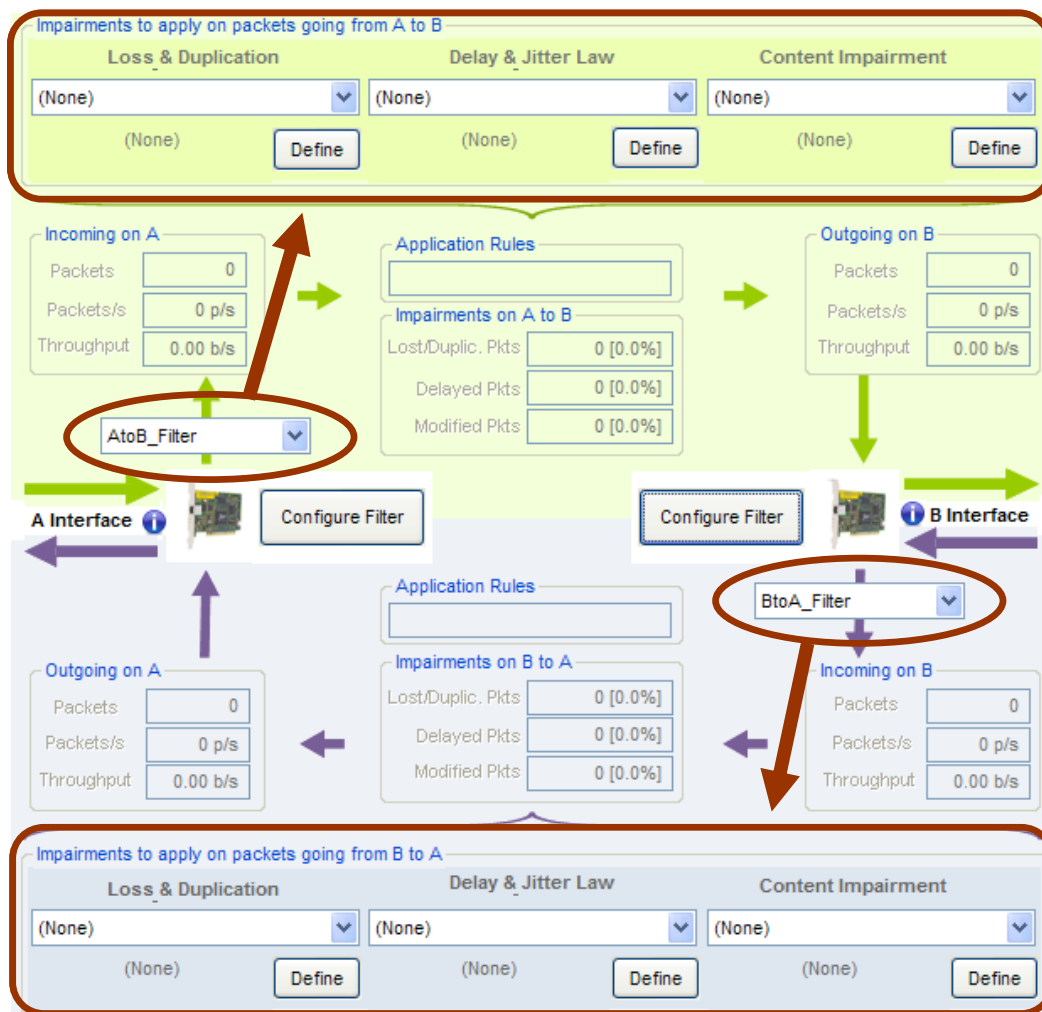 Impairments to apply on packets going from A to B
Loss & Duplication Delay & Jitter Law Content Impairment
(None) (None) (None)
(None) Define (None) Define (None) Define
Incoming on A
Packets 0
Packets/s 0 p/s
Throughput 0.00 b/s
Application Rules
Impairments on A to B
Lost/Duplic. Pkts 0 [0.0%]
Delayed Pkts 0 [0.0%]
Modified Pkts 0 [0.0%]
Outgoing on B
Packets 0
Packets/s 0 p/s
Throughput 0.00 b/s
AtoB_Filter
A Interface Configure Filter Configure Filter B Interface
BtoA_Filter
Outgoing on A
Packets 0
Packets/s 0 p/s
Throughput 0.00 b/s
Application Rules
Impairments on B to A
Lost/Duplic. Pkts 0 [0.0%]
Delayed Pkts 0 [0.0%]
Modified Pkts 0 [0.0%]
Incoming on B
Packets 0
Packets/s 0 p/s
Throughput 0.00 b/s
Impairments to apply on packets going from B to A
Loss & Duplication Delay & Jitter Law Content Impairment
(None) (None) (None)
(None) Define (None) Define (None) Define